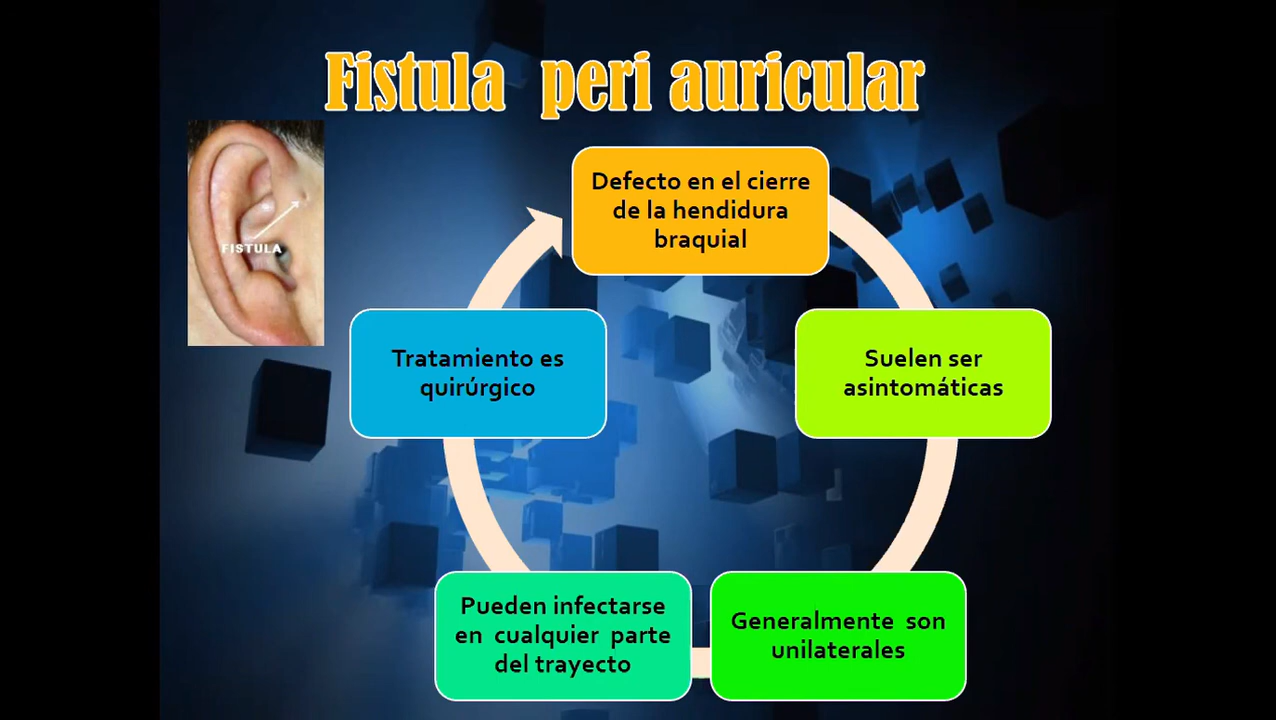 Fistula peri auricular
FISTULA
Defecto en el cierre
de la hendidura
braquial
Suelen ser
asintomáticas
Generalmente son
unilaterales
Pueden infectarse
en cualquier parte
del trayecto
Tratamiento es
quirúrgico